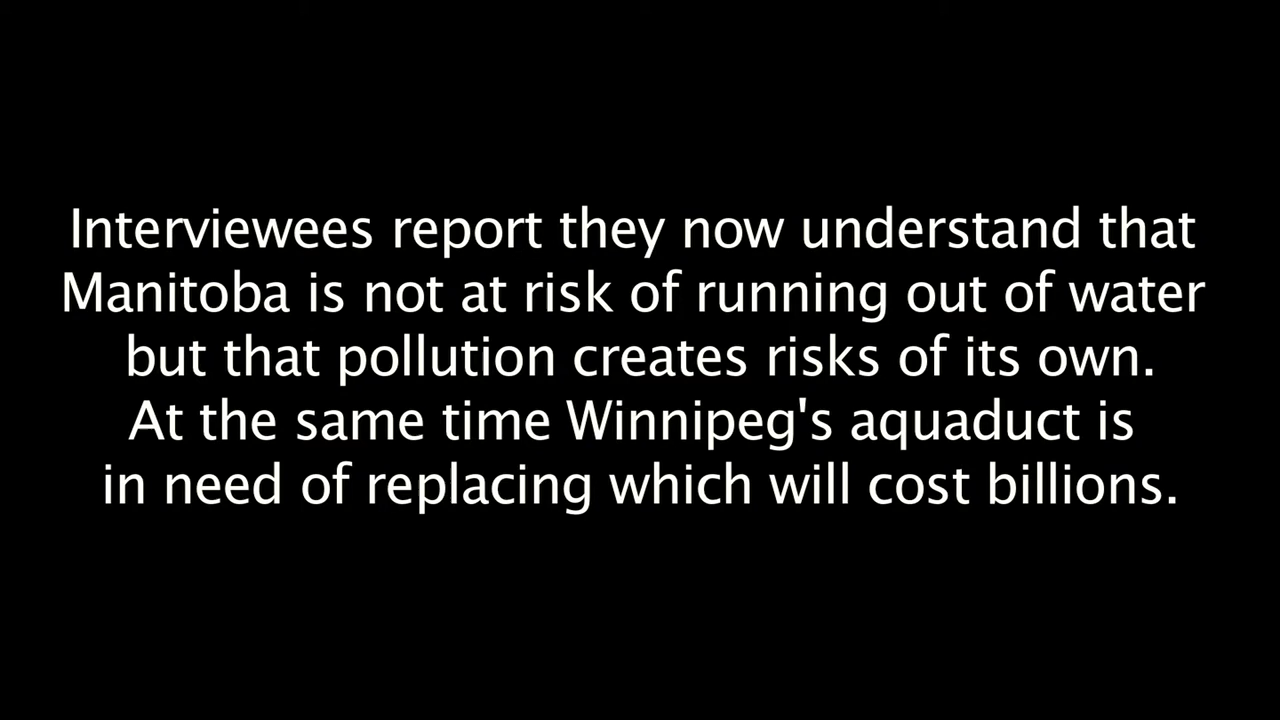 Interviewees report they now understand that
Manitoba is not at risk of running out of water
but that pollution creates risks of its own.
At the same time Winnipeg's aquaduct is
in need of replacing which will cost billions.